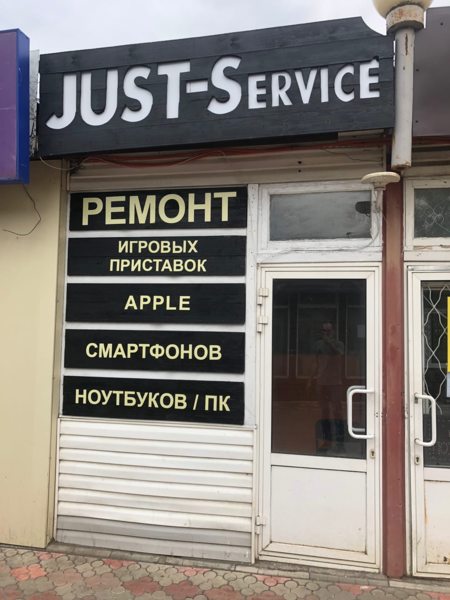 JUST-SERVICE
РЕМОНТ
ИГРОВЫХ
ПРИСТАВОК
APPLE
СМАРТФОНОВ
НОУТБУКОВ / ПК